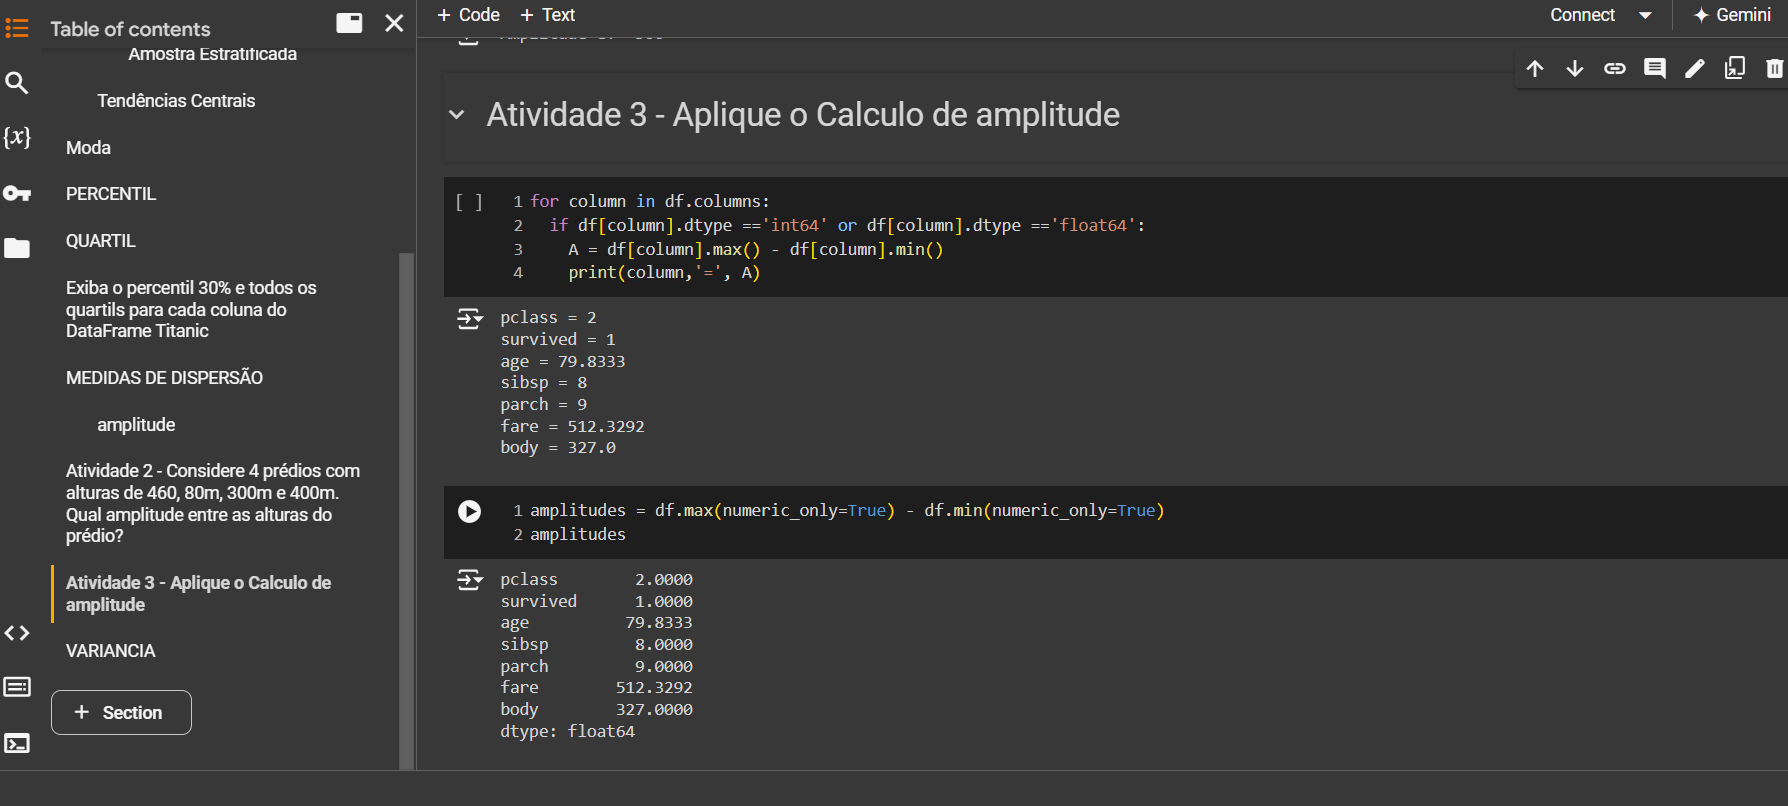 Table of contents
Amostra Estratificada
Tendências Centrais
Moda
PERCENTIL
QUARTIL
Exiba o percentil 30% e todos os
quartils para cada coluna do
DataFrame Titanic
MEDIDAS DE DISPERSÃO
amplitude
Atividade 2 - Considere 4 prédios com
alturas de 460, 80m, 300m e 400m.
Qual amplitude entre as alturas do
prédio?
Atividade 3 - Aplique o Calculo de
amplitude
VARIANCIA
+ Section
{x}
+ Code + Text
Connect
Gemini
Atividade 3 - Aplique o Calculo de amplitude
[ ]
1 for column in df.columns:
2   if df[column].dtype =='int64' or df[column].dtype =='float64':
3     A = df[column].max() - df[column].min()
4     print(column,'=', A)
pclass = 2
survived = 1
age = 79.8333
sibsp = 8
parch = 9
fare = 512.3292
body = 327.0
1 amplitudes = df.max(numeric_only=True) - df.min(numeric_only=True)
2 amplitudes
pclass 2.0000
survived 1.0000
age 79.8333
sibsp 8.0000
parch 9.0000
fare 512.3292
body 327.0000
dtype: float64